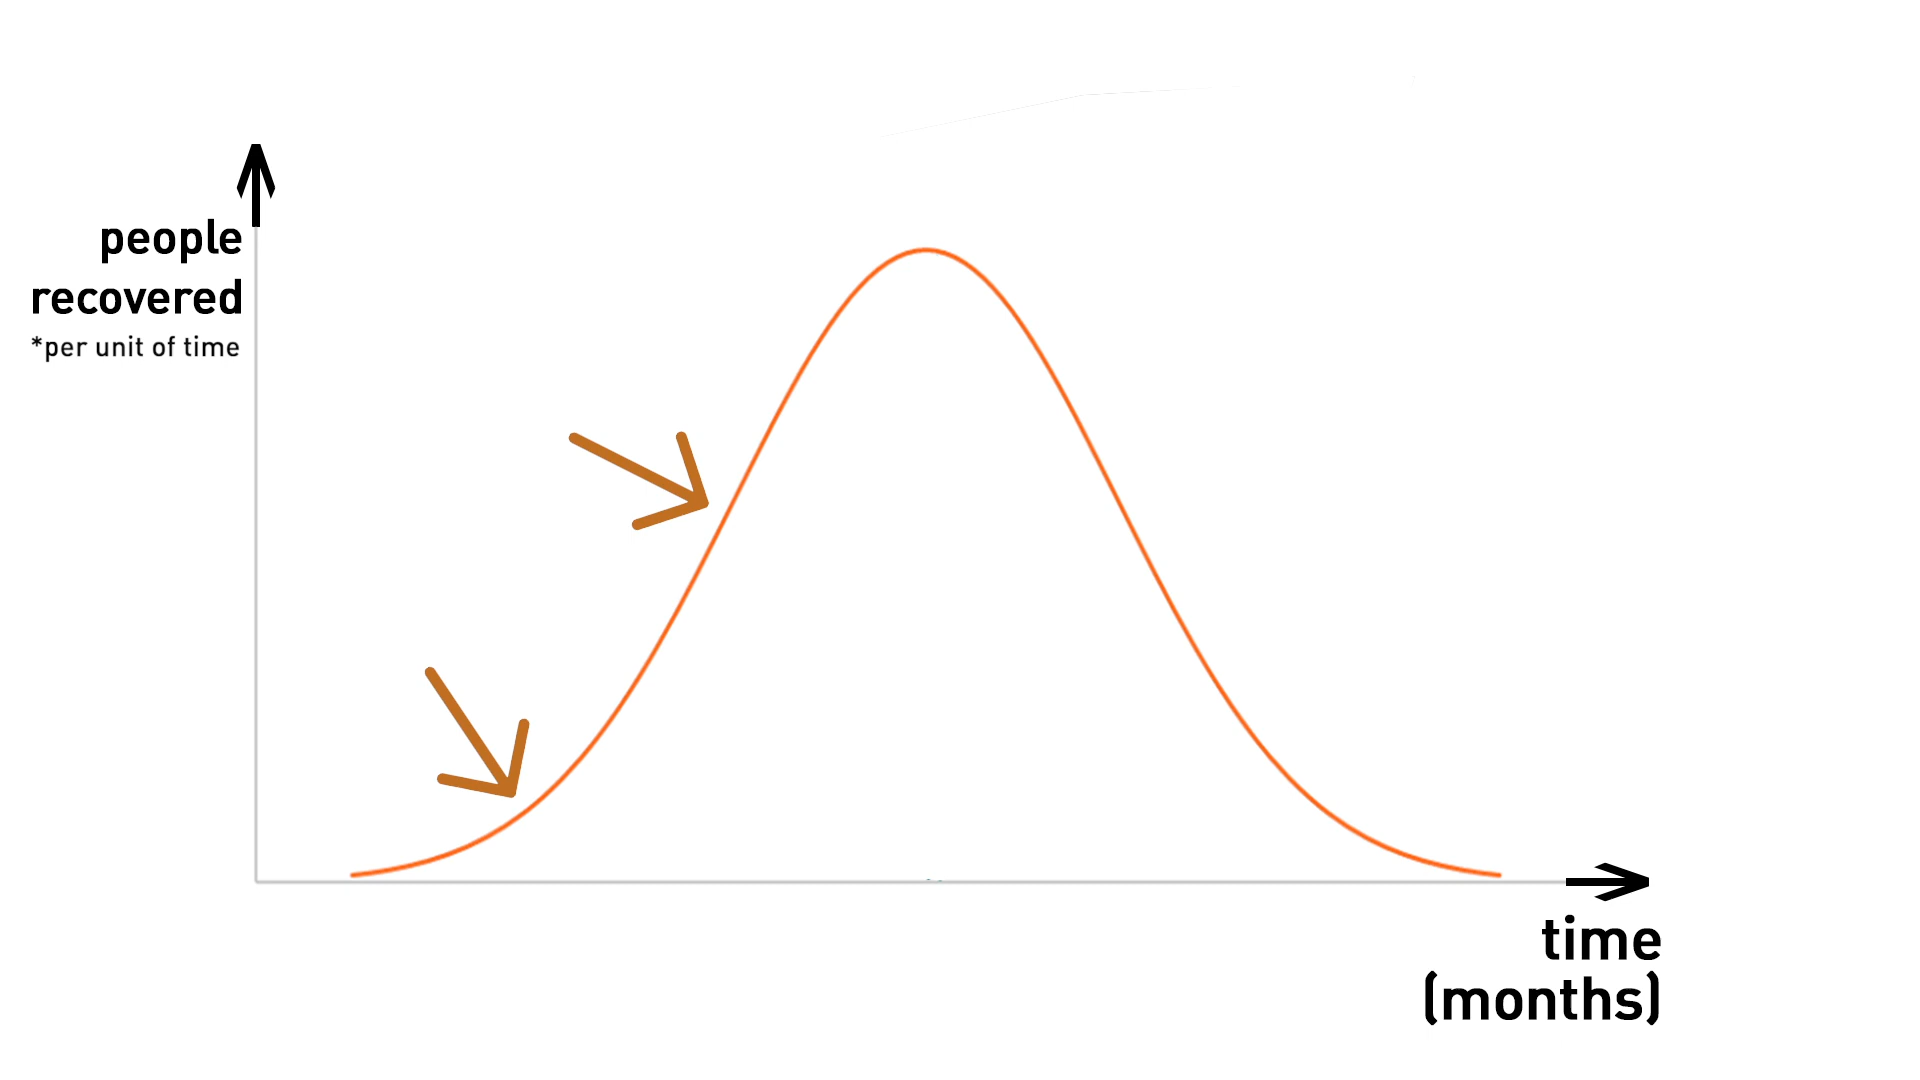 people
recovered
*per unit of time
time
(months)